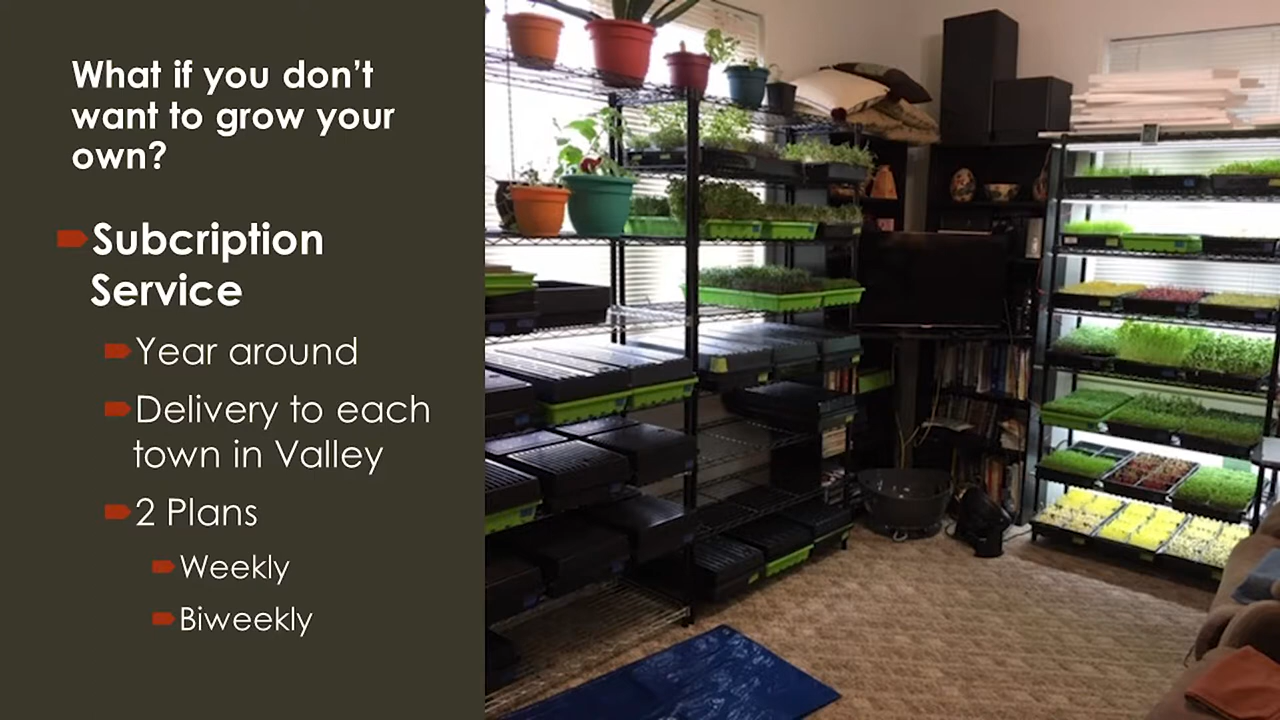 What if you don’t
want to grow your
own?
Subcription
Service
Year around
Delivery to each
town in Valley
2 Plans
Weekly
Biweekly